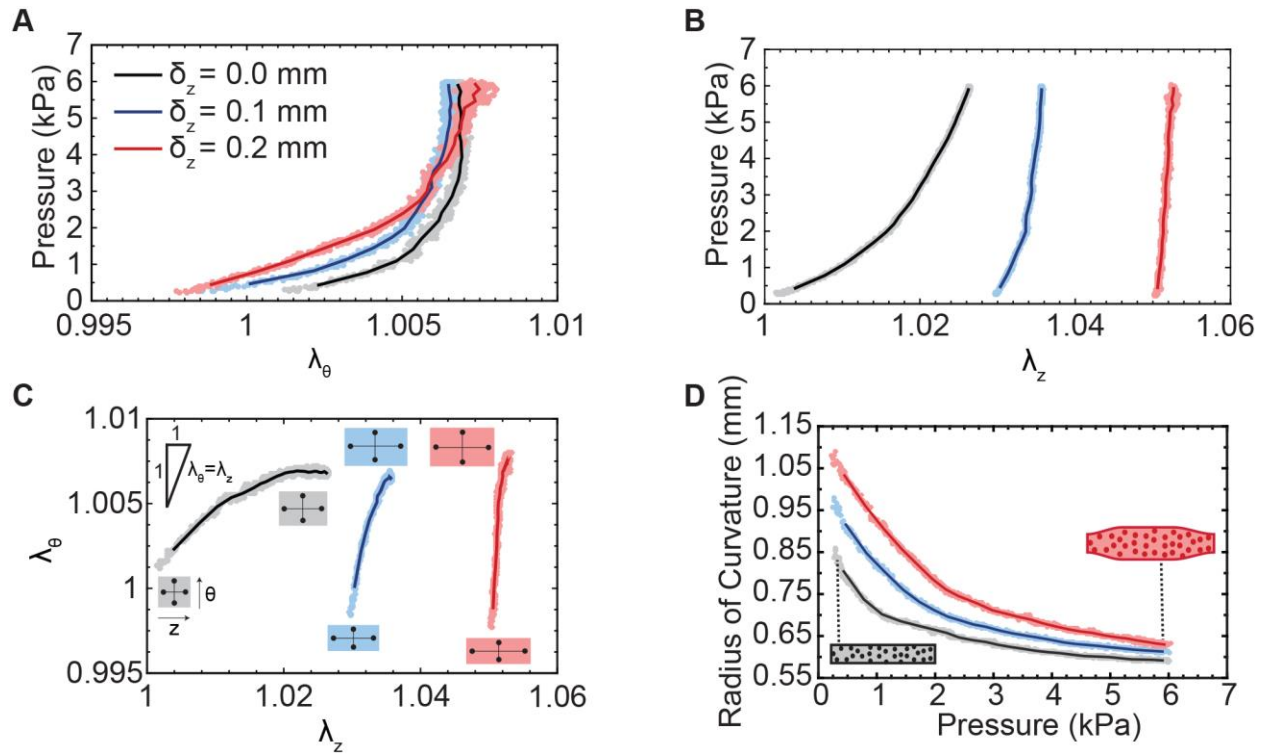 A
Pressure (kPa)
7
6
5
4
3
2
1
0
δz = 0.0 mm
δz = 0.1 mm
δz = 0.2 mm
0.995
1
1.005
1.01
λθ
B
Pressure (kPa)
7
6
5
4
3
2
1
0
1
1.02
1.04
1.06
λz
C
λθ
1.01
1.005
1
0.995
1
1
λθ=λz
θ
z
1
1.02
1.04
1.06
λz
D
Radius of Curvature (mm)
1.15
1.05
0.95
0.85
0.75
0.65
0.55
0
1
2
3
4
5
6
7
Pressure (kPa)